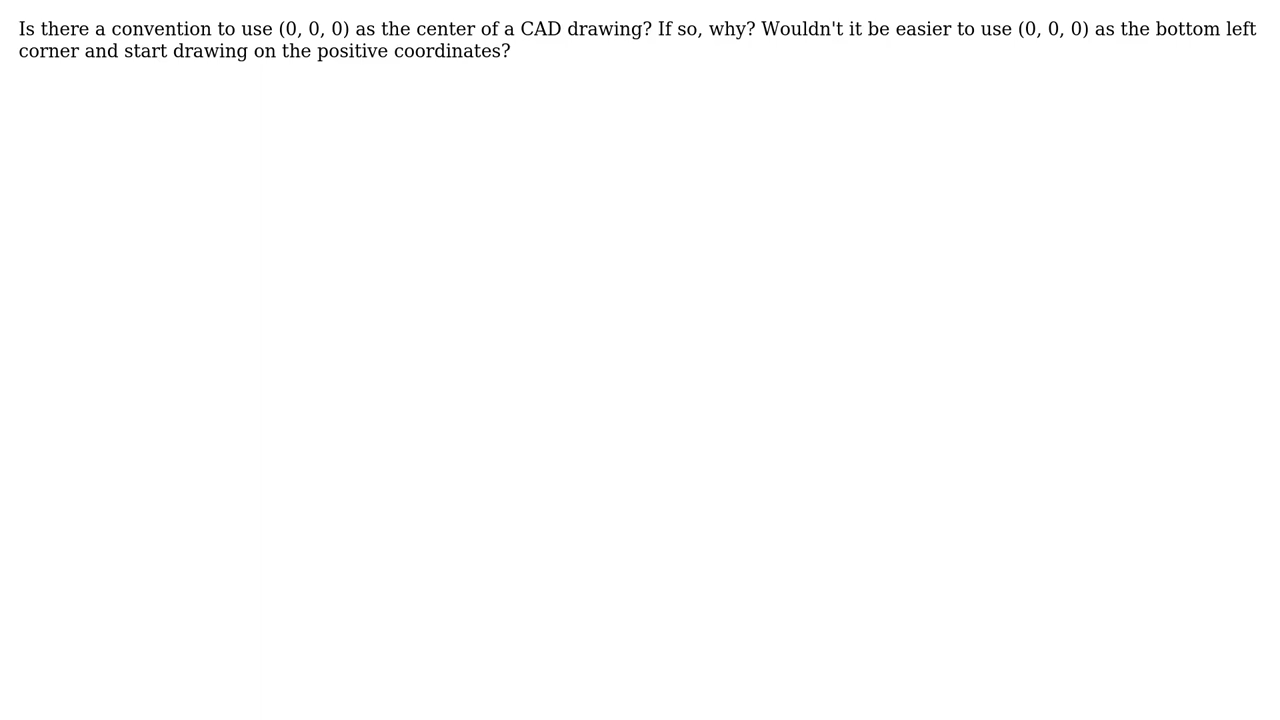 Is there a convention to use (0, 0, 0) as the center of a CAD drawing? If so, why? Wouldn't it be easier to use (0, 0, 0) as the bottom left
corner and start drawing on the positive coordinates?